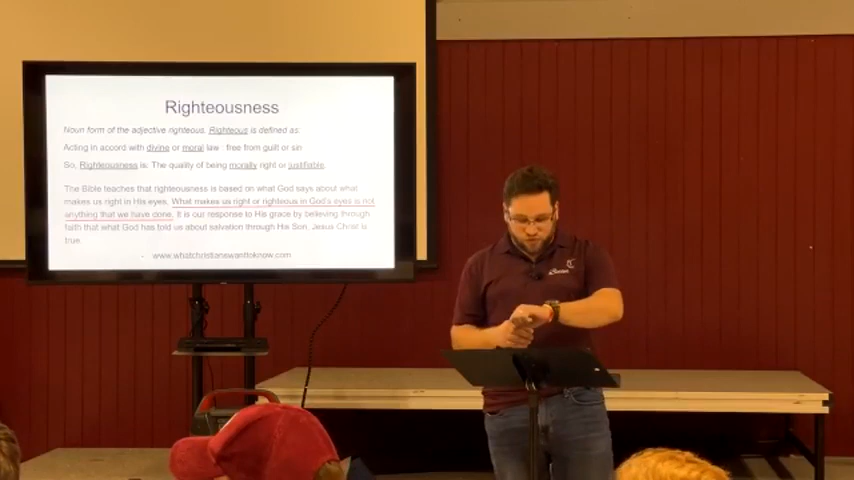 Righteousness
Noun form of the adjective righteous. Righteous is defined as:
Acting in accord with divine or moral law free from guilt or sin
So, Righteousness is: The quality of being morally right or justifiable.
The Bible teaches that righteousness is based on what God says about what
makes us right in His eyes. What makes us right or righteous in God's eyes is not
anything that we have done. It is our response to His grace by believing through
faith that what God has told us about salvation through His Son, Jesus Christ is
true.
- www.whatchristianswanttoknow.com